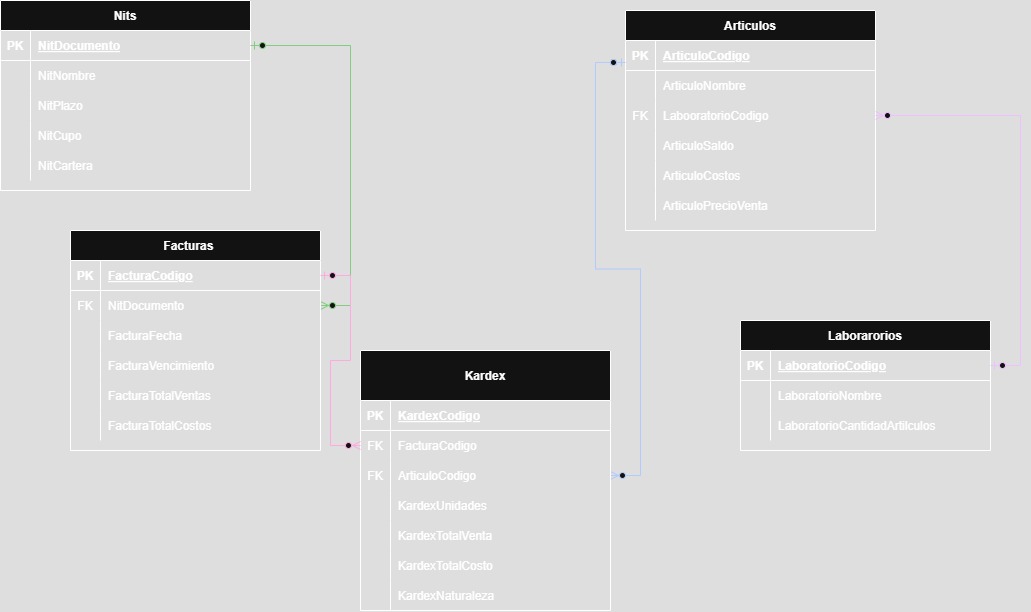 Nits
PK NitDocumento
NitNombre
NitPlazo
NitCupo
NitCartera
Articulos
PK ArticuloCodigo
ArticuloNombre
FK LabooratorioCodigo
ArticuloSaldo
ArticuloCostos
ArticuloPrecioVenta
Facturas
PK FacturaCodigo
FK NitDocumento
FacturaFecha
FacturaVencimiento
FacturaTotalVentas
FacturaTotalCostos
Kardex
PK KardexCodigo
FK FacturaCodigo
FK ArticuloCodigo
KardexUnidades
KardexTotalVenta
KardexTotalCosto
KardexNaturaleza
Laborarorios
PK LaboratorioCodigo
LaboratorioNombre
LaboratorioCantidadArtilculos